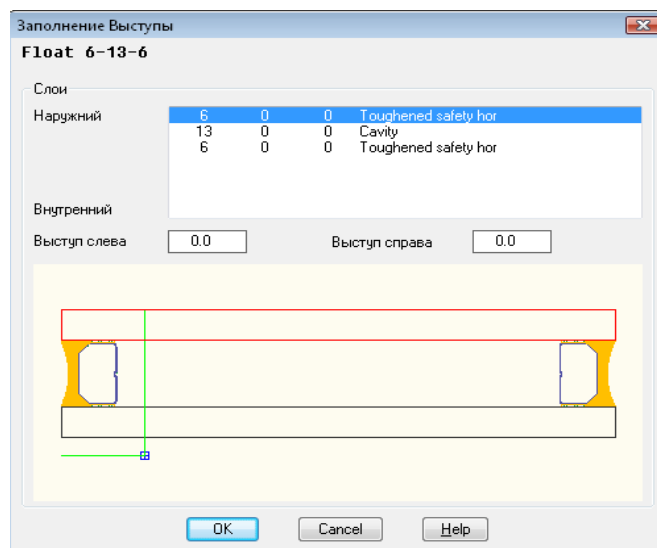 Заполнение Выступы
Float 6-13-6
Слои
Наружний 6 0 0 Toughened safety hor
13 0 0 Cavity
6 0 0 Toughened safety hor
Внутренний
Выступ слева 0.0 Выступ справа 0.0
OK Cancel Help